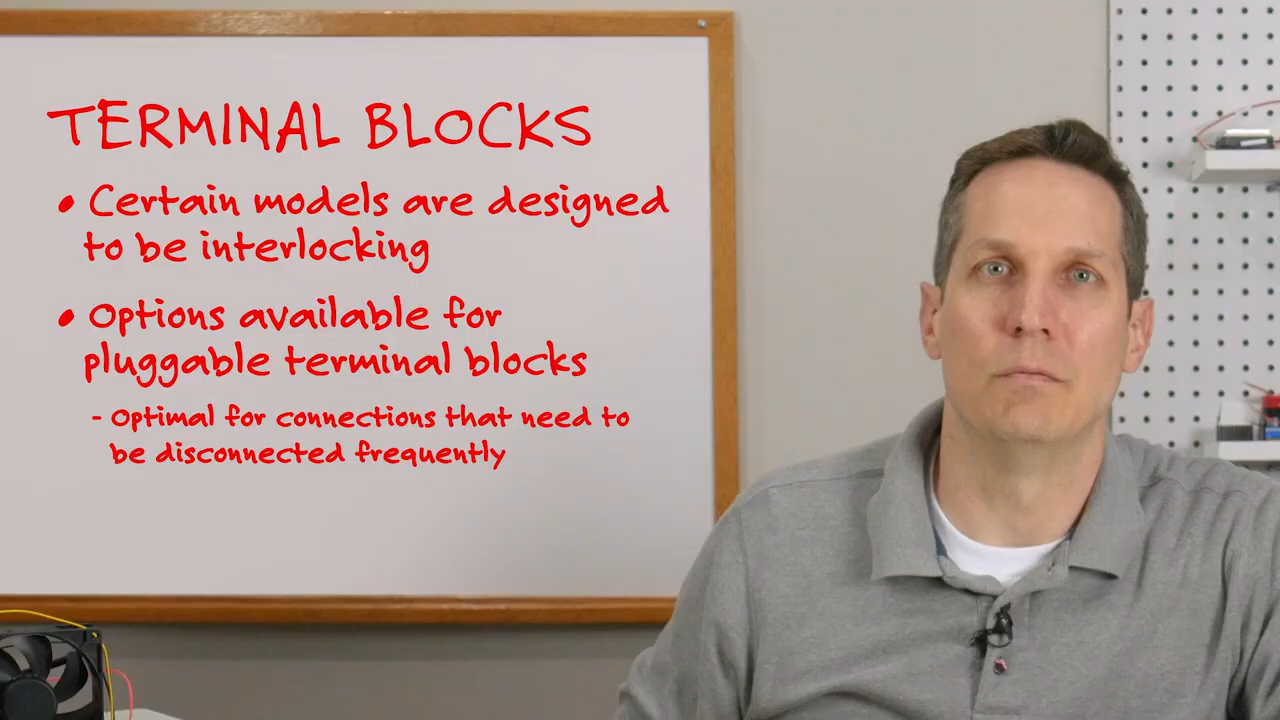 TERMINAL BLOCKS
• Certain models are designed
to be interlocking
• Options available for
pluggable terminal blocks
- Optimal for connections that need to
be disconnected frequently